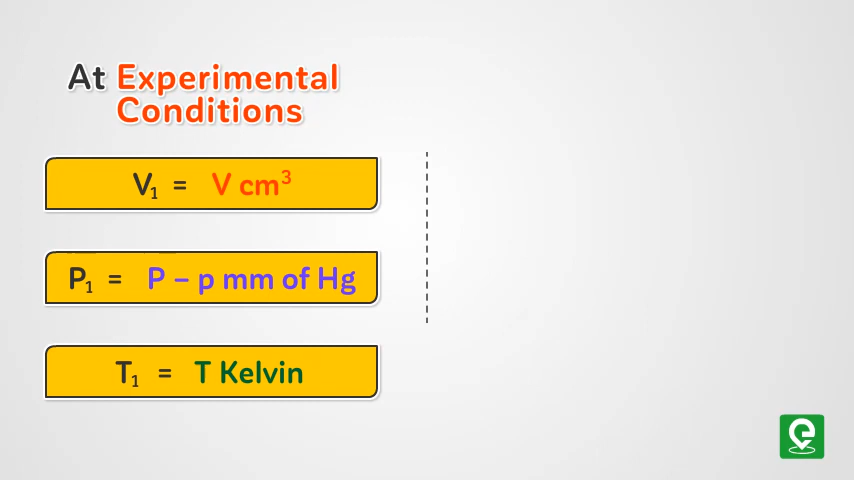 At Experimental
Conditions
V₁ = V cm³
P₁ = P – p mm of Hg
T₁ = T Kelvin